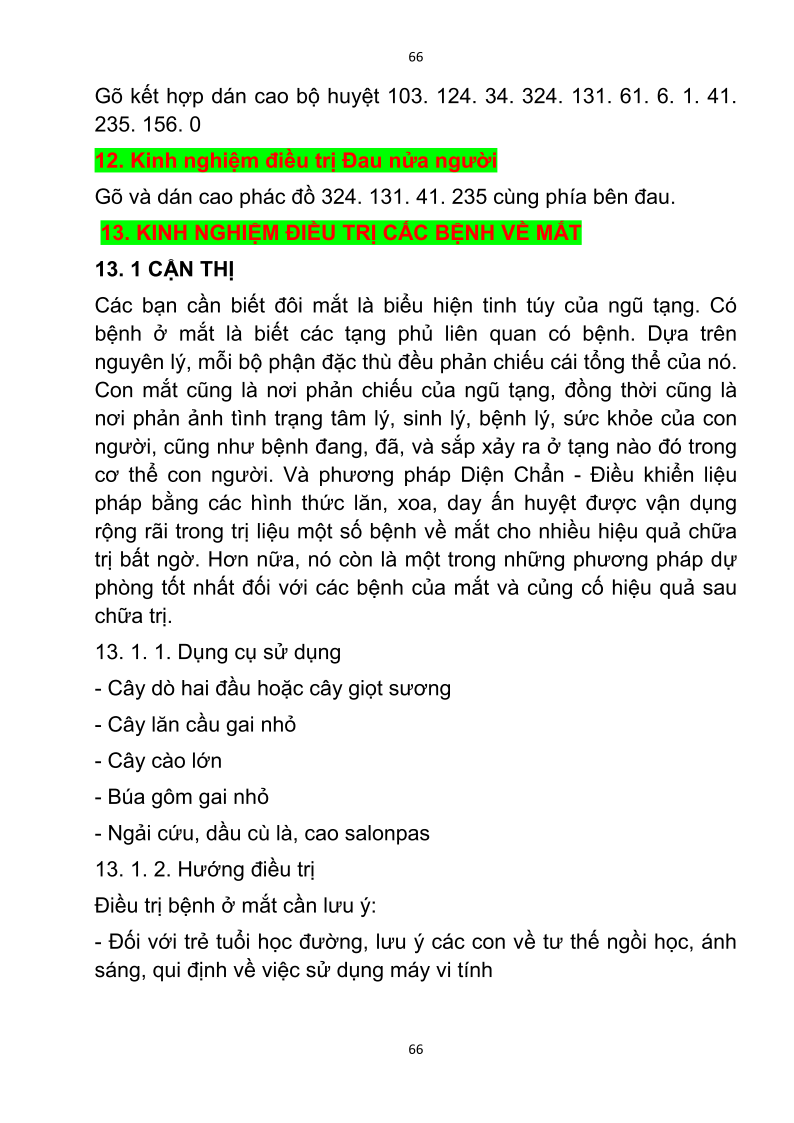 66
Gõ kết hợp dán cao bộ huyệt 103. 124. 34. 324. 131. 61. 6. 1. 41.
235. 156. 0
12. Kinh nghiệm điều trị Đau nửa người
Gõ và dán cao phác đồ 324. 131. 41. 235 cùng phía bên đau.
13. KINH NGHIỆM ĐIỀU TRỊ CÁC BỆNH VỀ MẮT
13. 1 CẬN THỊ
Các bạn cần biết đôi mắt là biểu hiện tinh túy của ngũ tạng. Có
bệnh ở mắt là biết các tạng phủ liên quan có bệnh. Dựa trên
nguyên lý, mỗi bộ phận đặc thù đều phản chiếu cái tổng thể của nó.
Con mắt cũng là nơi phản chiếu của ngũ tạng, đồng thời cũng là
nơi phản ảnh tình trạng tâm lý, sinh lý, bệnh lý, sức khỏe của con
người, cũng như bệnh đang, đã, và sắp xảy ra ở tạng nào đó trong
cơ thể con người. Và phương pháp Diện Chẩn - Điều khiển liệu
pháp bằng các hình thức lăn, xoa, day ấn huyệt được vận dụng
rộng rãi trong trị liệu một số bệnh về mắt cho nhiều hiệu quả chữa
trị bất ngờ. Hơn nữa, nó còn là một trong những phương pháp dự
phòng tốt nhất đối với các bệnh của mắt và củng cố hiệu quả sau
chữa trị.
13. 1. 1. Dụng cụ sử dụng
- Cây dò hai đầu hoặc cây giọt sương
- Cây lăn cầu gai nhỏ
- Cây cào lớn
- Búa gôm gai nhỏ
- Ngải cứu, dầu cù là, cao salonpas
13. 1. 2. Hướng điều trị
Điều trị bệnh ở mắt cần lưu ý:
- Đối với trẻ tuổi học đường, lưu ý các con về tư thế ngồi học, ánh
sáng, qui định về việc sử dụng máy vi tính
66